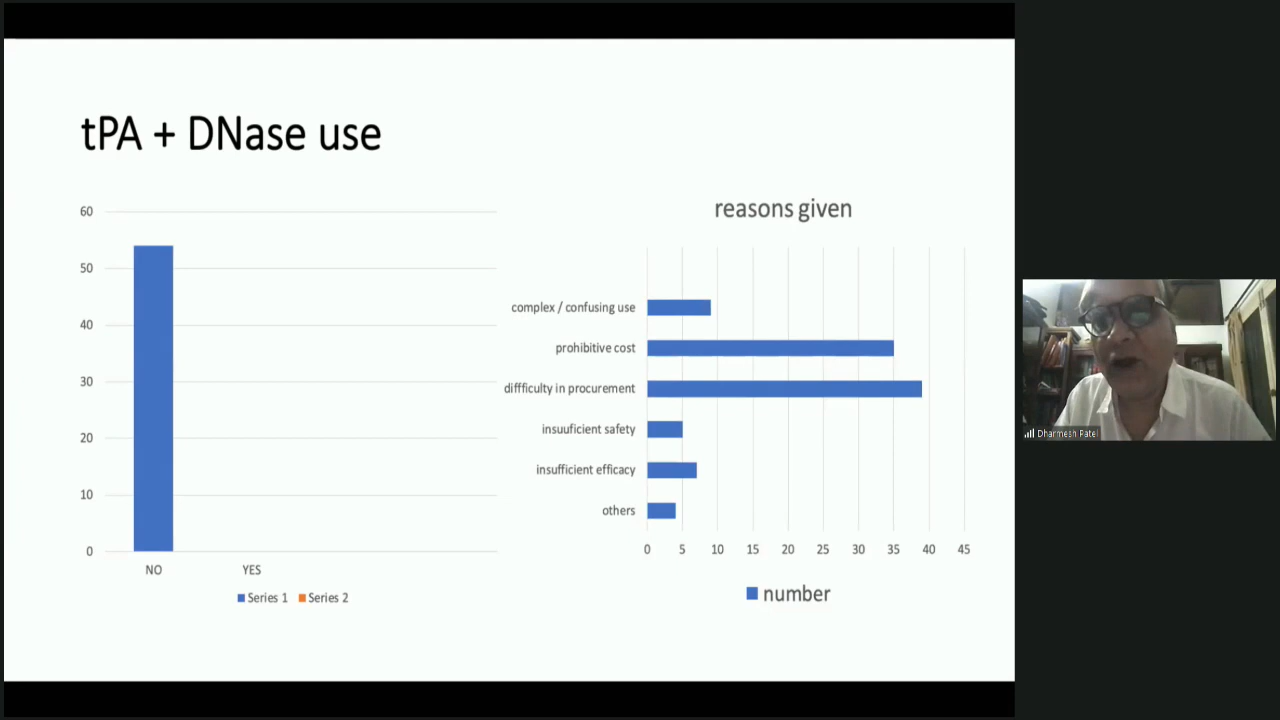 tPA + DNase use
60
50
40
30
20
10
0
NO YES
Series 1 Series 2
reasons given
complex / confusing use
prohibitive cost
diffficulty in procurement
insuuficient safety
insufficient efficacy
others
0 5 10 15 20 25 30 35 40 45
number
Dharmesh Patel